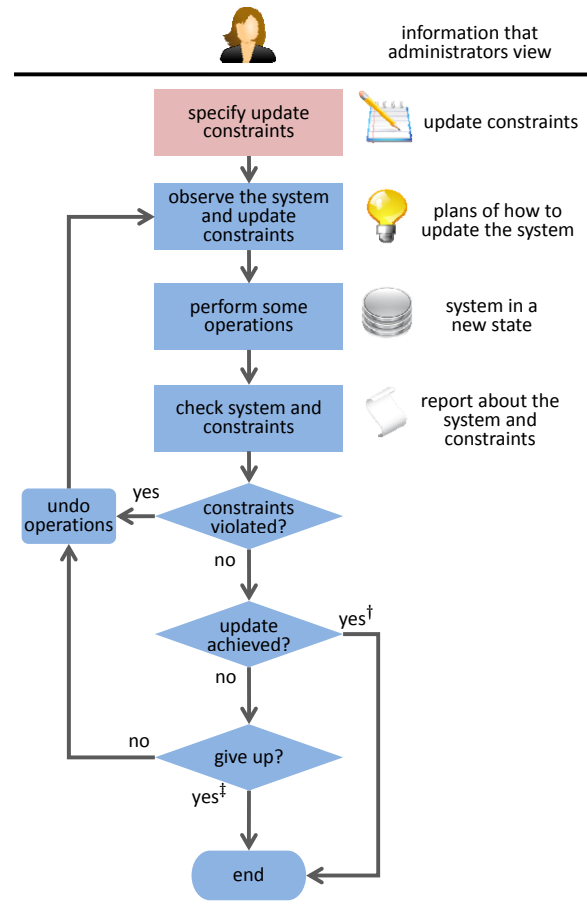 information that
administrators view
specify update
constraints
update constraints
observe the system
and update
constraints
plans of how to
update the system
perform some
operations
system in a
new state
check system and
constraints
report about the
system and
constraints
undo
operations
yes
constraints
violated?
no
update
achieved?
yes†
no
no
give up?
yes‡
end